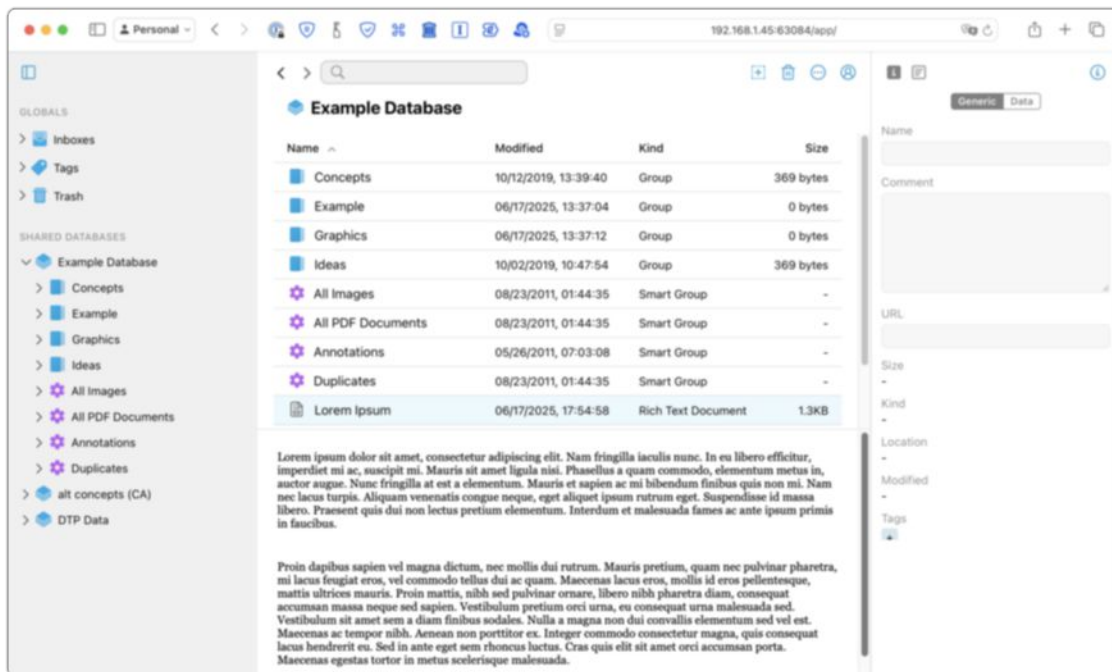 Personal
192.168.1.45:63084/app/
GLOBALS
Inboxes
Tags
Trash
SHARED DATABASES
Example Database
Concepts
Example
Graphics
Ideas
All Images
All PDF Documents
Annotations
Duplicates
alt concepts (CA)
DTP Data
Example Database
Name Modified Kind Size
Concepts 10/12/2019, 13:39:40 Group 369 bytes
Example 06/17/2025, 13:37:04 Group 0 bytes
Graphics 06/17/2025, 13:37:12 Group 0 bytes
Ideas 10/02/2019, 10:47:54 Group 369 bytes
All Images 08/23/2011, 01:44:35 Smart Group -
All PDF Documents 08/23/2011, 01:44:35 Smart Group -
Annotations 05/26/2011, 07:03:08 Smart Group -
Duplicates 08/23/2011, 01:44:35 Smart Group -
Lorem Ipsum 06/17/2025, 17:54:58 Rich Text Document 1.3KB
Lorem ipsum dolor sit amet, consectetur adipiscing elit. Nam fringilla iaculis nunc. In eu libero efficitur,
imperdiet mi ac, suscipit mi. Mauris sit amet ligula nisi. Phasellus a quam commodo, elementum metus in,
auctor augue. Nunc fringilla at est a elementum. Mauris et sapien ac mi bibendum finibus quis non mi. Nam
nec lacus turpis. Aliquam venenatis congue neque, eget aliquet ipsum rutrum eget. Suspendisse id massa
libero. Praesent quis dui non lectus pretium elementum. Interdum et malesuada fames ac ante ipsum primis
in faucibus.
Proin dapibus sapien vel magna dictum, nec mollis dui rutrum. Mauris pretium, quam nec pulvinar pharetra,
mi lacus feugiat eros, vel commodo tellus dui ac quam. Maecenas lacus eros, mollis id eros pellentesque,
mattis ultrices mauris. Proin mattis, nibh sed pulvinar ornare, libero nibh pharetra diam, consequat
accumsan massa neque sed sapien. Vestibulum pretium orci urna, eu consequat urna malesuada sed.
Vestibulum sit amet sem a diam finibus sodales. Nulla a magna non dui convallis elementum sed vel est.
Maecenas ac tempor nibh. Aenean non porttitor ex. Integer commodo consectetur magna, quis consequat
lacus hendrerit eu. Sed in ante eget sem rhoncus luctus. Cras quis elit sit amet orci accumsan porta.
Maecenas egestas tortor in metus scelerisque malesuada.
Generic Data
Name
Comment
URL
Size
-
Kind
-
Location
-
Modified
-
Tags
+